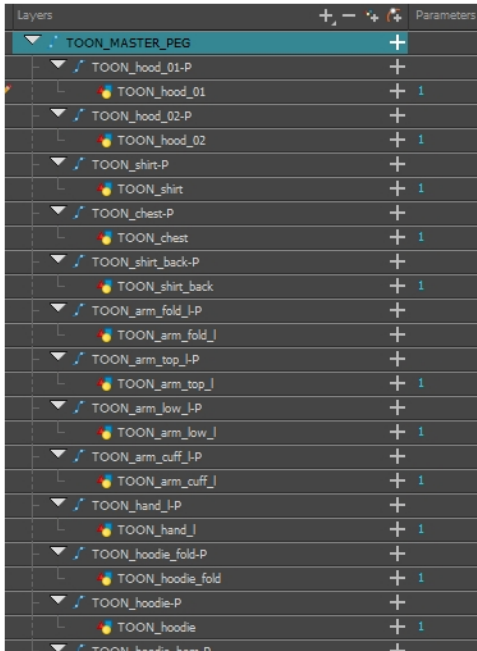 Layers Parameters
TOON_MASTER_PEG
TOON_hood_01-P
TOON_hood_01 1
TOON_hood_02-P
TOON_hood_02 1
TOON_shirt-P
TOON_shirt 1
TOON_chest-P
TOON_chest 1
TOON_shirt_back-P
TOON_shirt_back 1
TOON_arm_fold_l-P
TOON_arm_fold_l
TOON_arm_top_l-P
TOON_arm_top_l 1
TOON_arm_low_l-P
TOON_arm_low_l 1
TOON_arm_cuff_l-P
TOON_arm_cuff_l 1
TOON_hand_l-P
TOON_hand_l 1
TOON_hoodie_fold-P
TOON_hoodie_fold 1
TOON_hoodie-P
TOON_hoodie 1
TOON_hoodie_hem-P